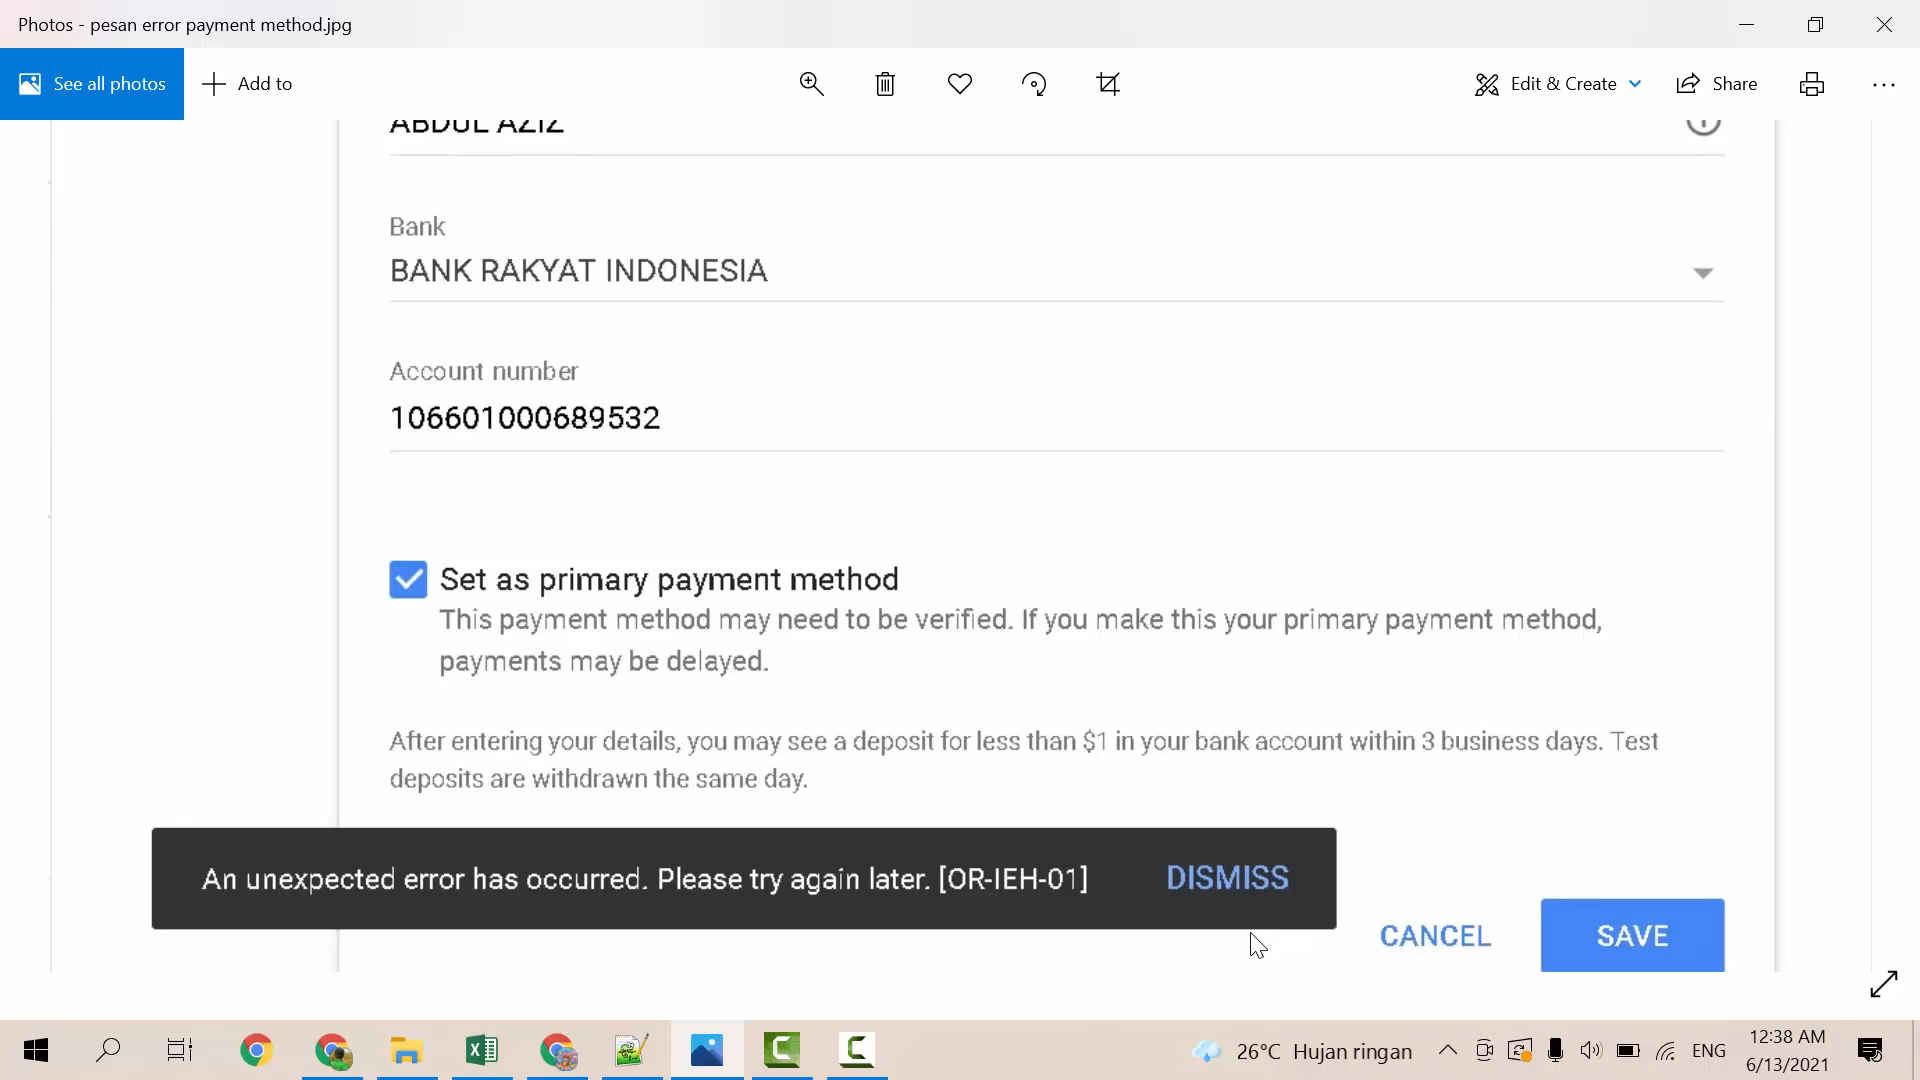 Photos - pesan error payment method.jpg
See all photos
Add to
Edit & Create
Share
ABDUL AZIZ
Bank
BANK RAKYAT INDONESIA
Account number
106601000689532
Set as primary payment method
This payment method may need to be verified. If you make this your primary payment method,
payments may be delayed.
After entering your details, you may see a deposit for less than $1 in your bank account within 3 business days. Test
deposits are withdrawn the same day.
An unexpected error has occurred. Please try again later. [OR-IEH-01]
DISMISS
CANCEL
SAVE
26°C Hujan ringan
ENG
12:38 AM
6/13/2021